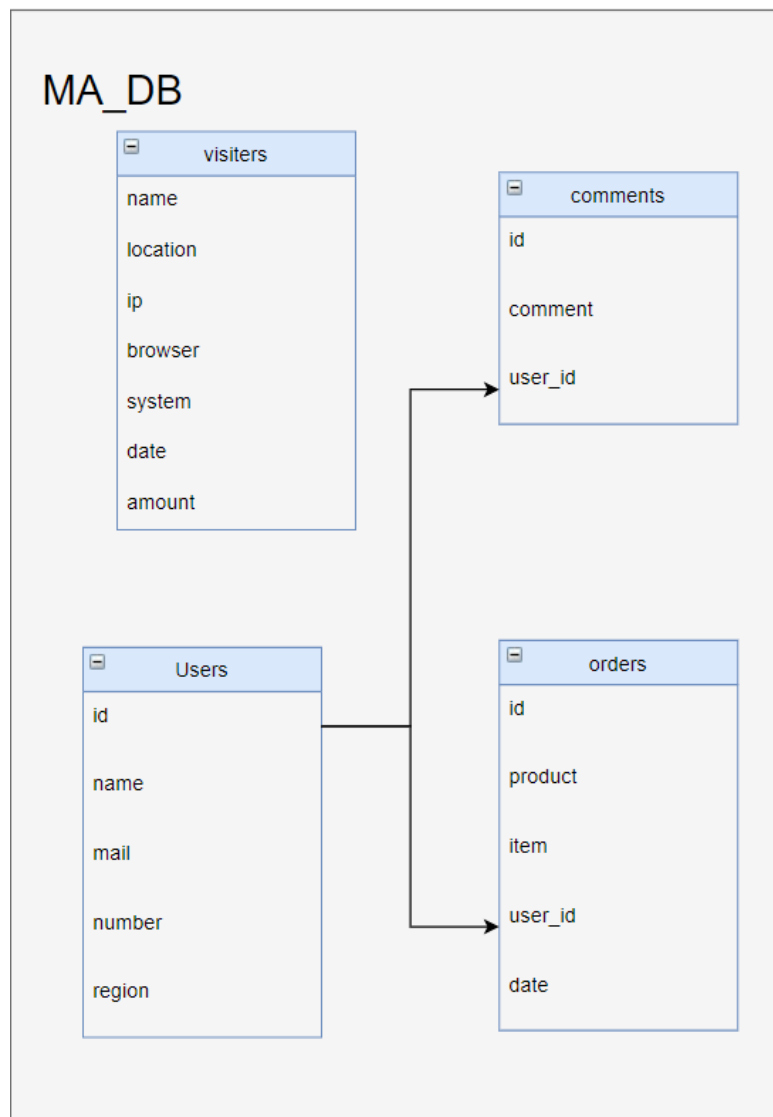 MA_DB
visiters
name
location
ip
browser
system
date
amount
comments
id
comment
user_id
Users
id
name
mail
number
region
orders
id
product
item
user_id
date